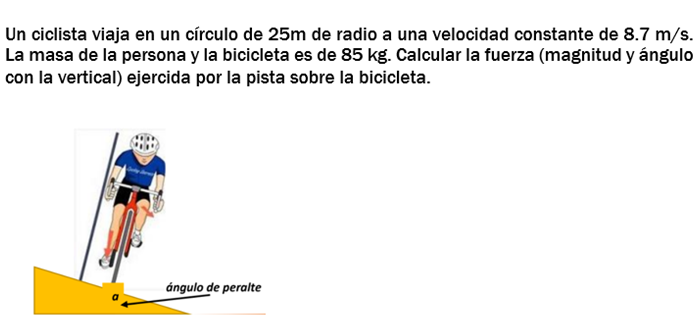 Un ciclista viaja en un círculo de 25m de radio a una velocidad constante de 8.7 m/s.
La masa de la persona y la bicicleta es de 85 kg. Calcular la fuerza (magnitud y ángulo
con la vertical) ejercida por la pista sobre la bicicleta.
ángulo de peralte
a